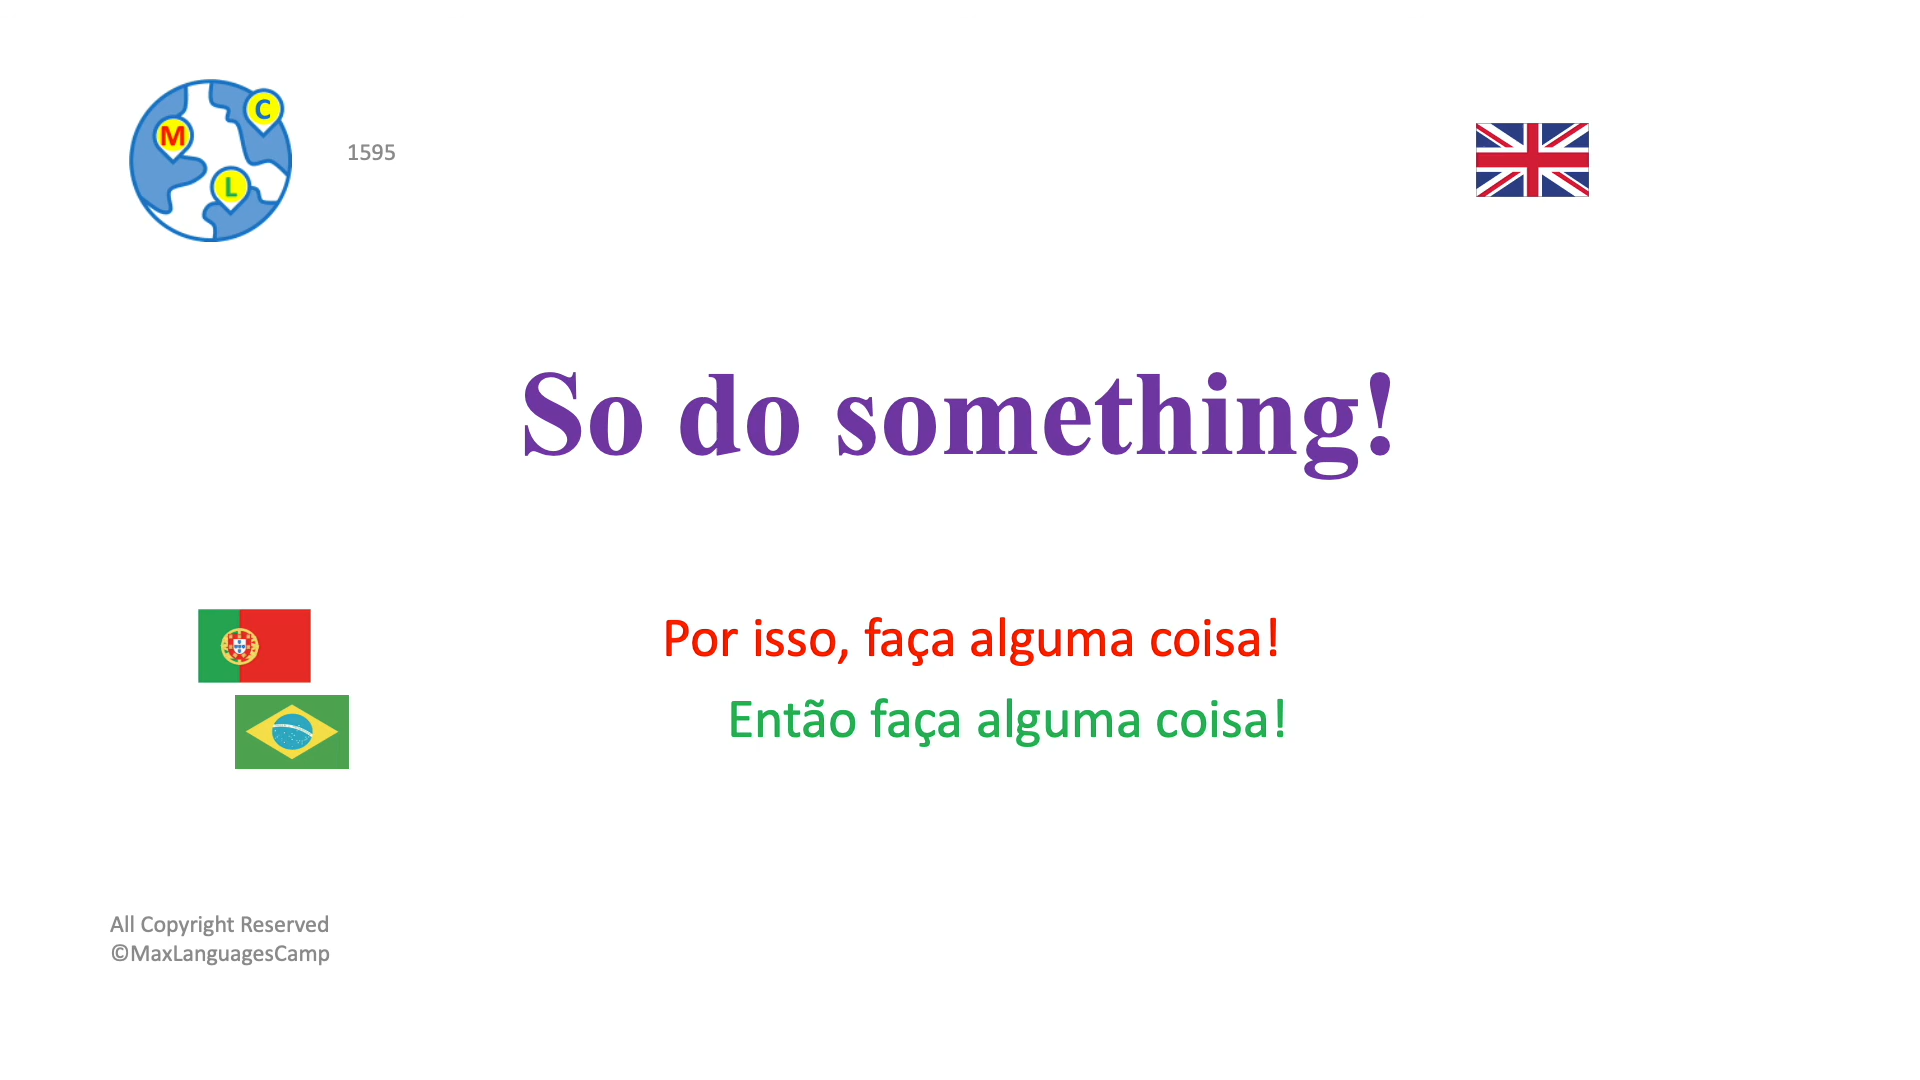 M
C
L
1595
So do something!
Por isso, faça alguma coisa!
Então faça alguma coisa!
All Copyright Reserved
©MaxLanguagesCamp